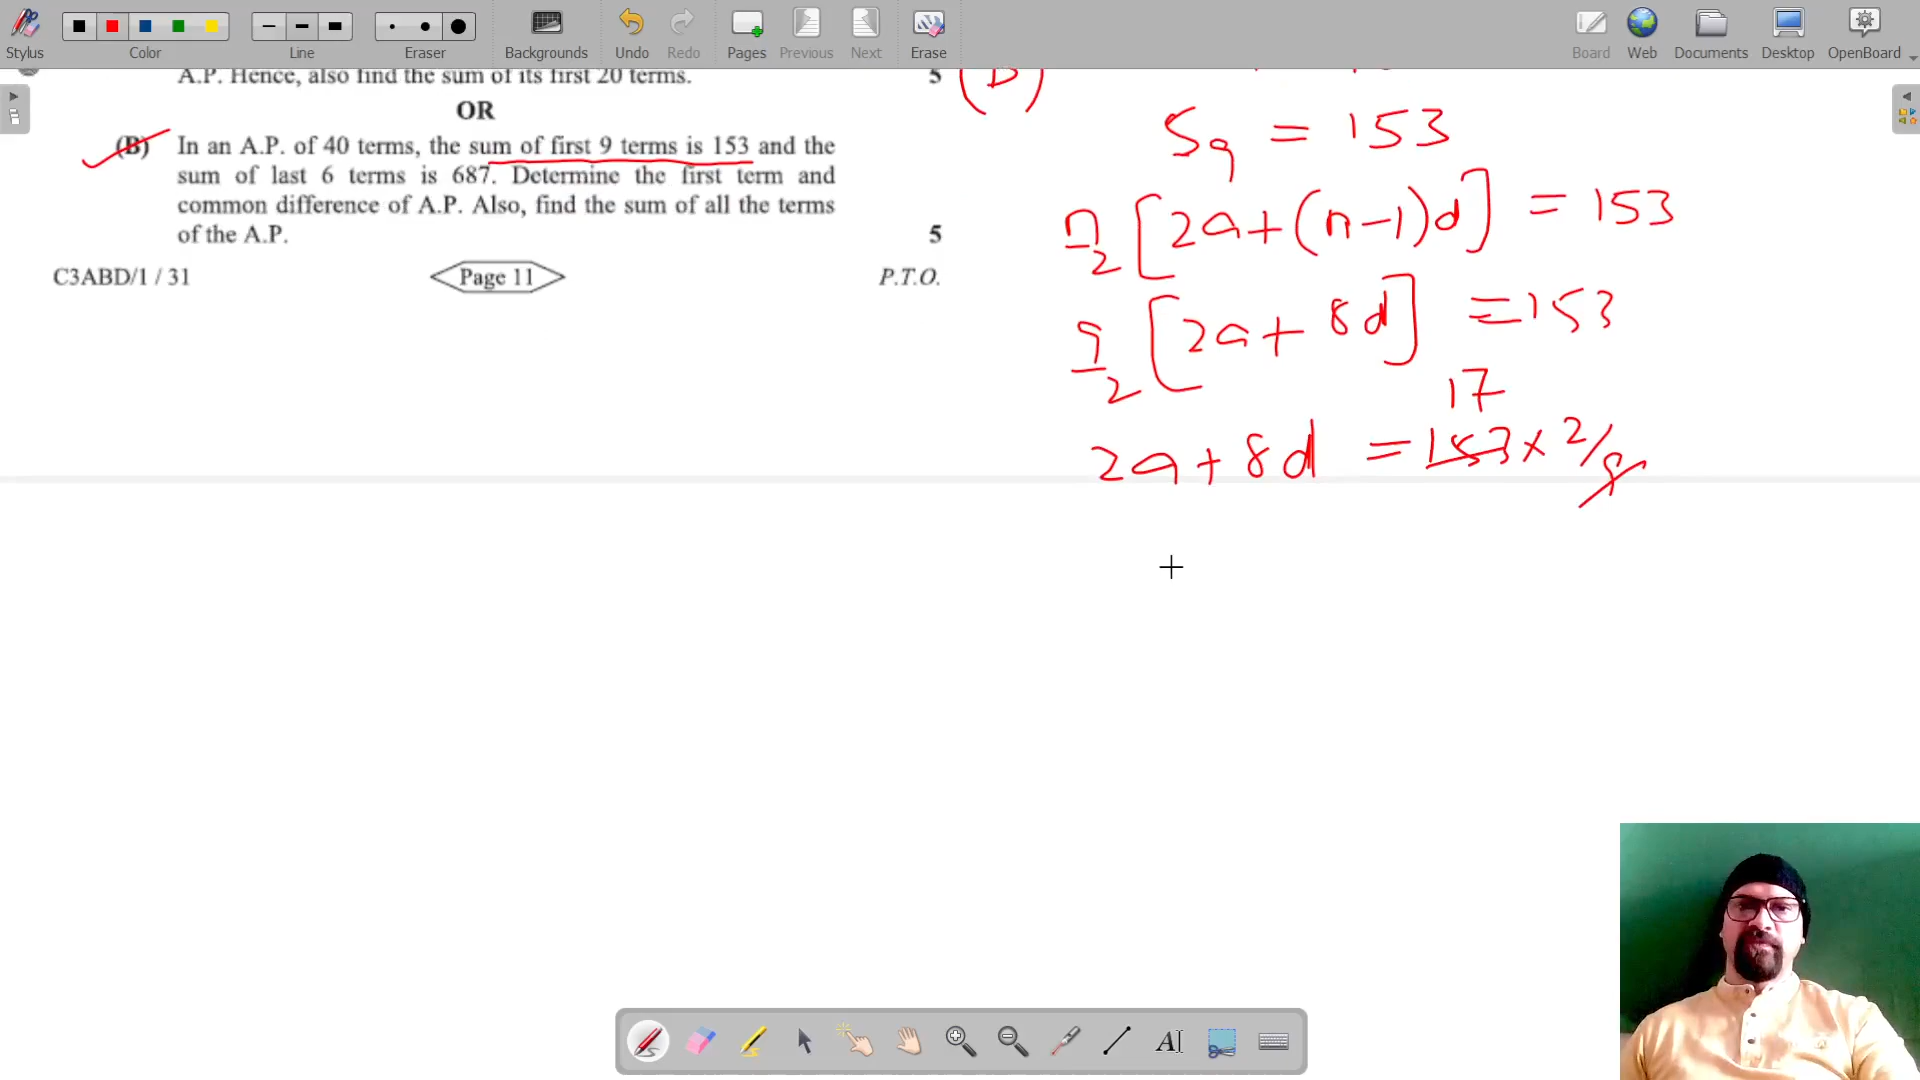 Stylus
Color
Line
Eraser
Backgrounds
Undo
Redo
Pages
Previous
Next
Erase
Board
Web
Documents
Desktop
OpenBoard
A.P. Hence, also find the sum of its first 20 terms. 5
OR
(B) In an A.P. of 40 terms, the sum of first 9 terms is 153 and the
sum of last 6 terms is 687. Determine the first term and
common difference of A.P. Also, find the sum of all the terms
of the A.P. 5
C3ABD/1 / 31 Page 11 P.T.O.
(B)
S9 = 153
n/2 [2a+(n-1)d] = 153
9/2 [2a+8d] = 153
17
2a+8d = 153 × 2/9